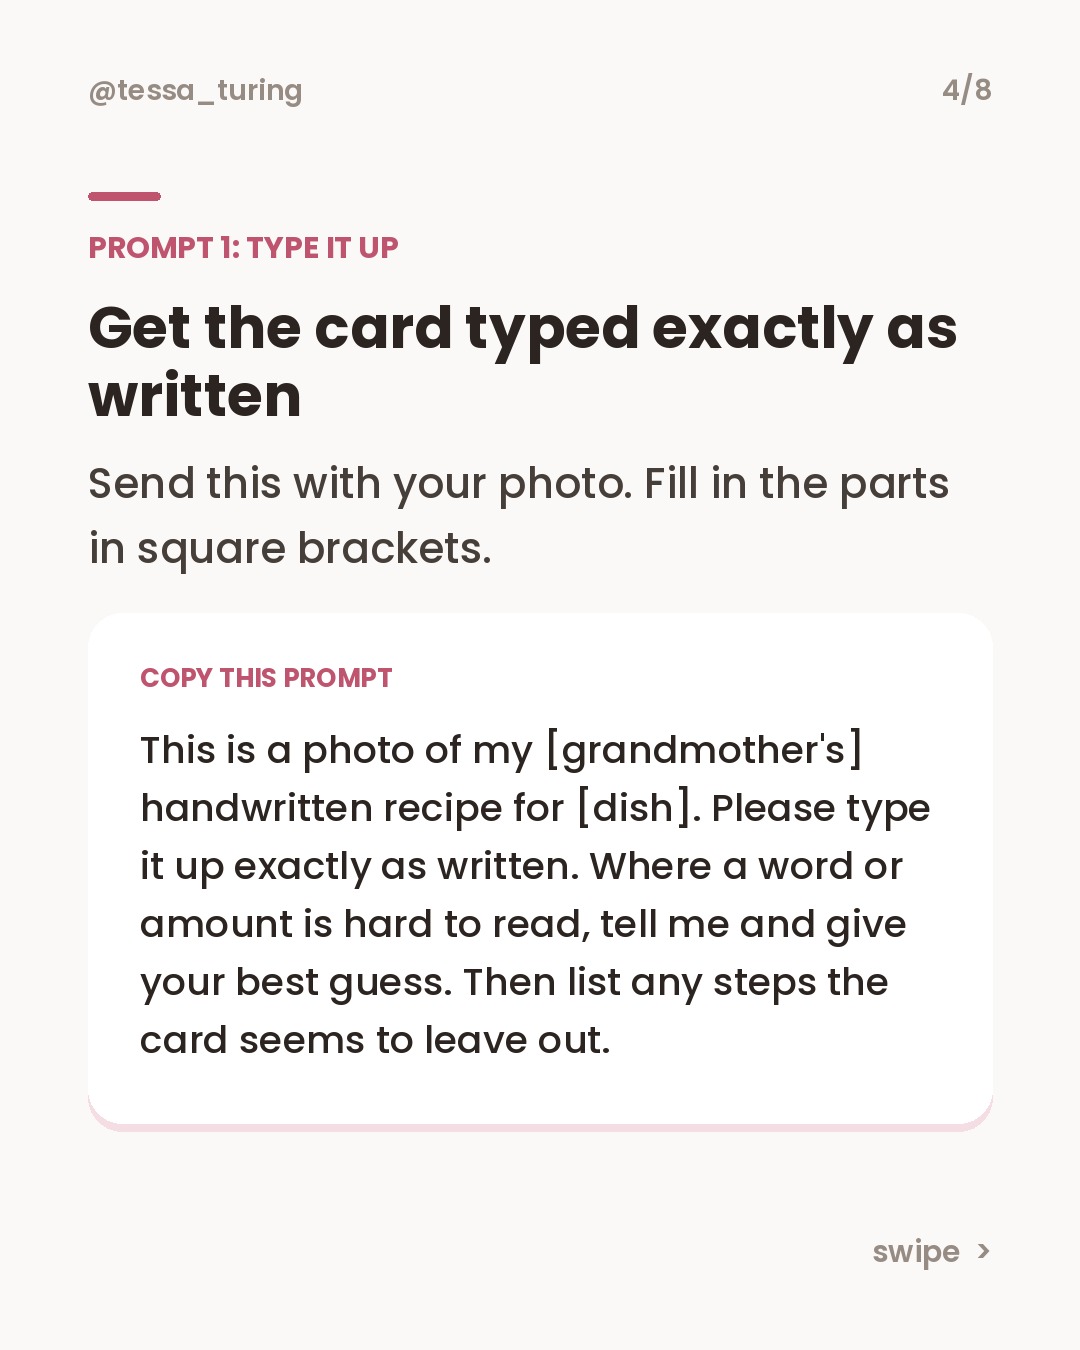 @tessa_turing
4/8
PROMPT 1: TYPE IT UP
Get the card typed exactly as
written
Send this with your photo. Fill in the parts
in square brackets.
COPY THIS PROMPT
This is a photo of my [grandmother's]
handwritten recipe for [dish]. Please type
it up exactly as written. Where a word or
amount is hard to read, tell me and give
your best guess. Then list any steps the
card seems to leave out.
swipe >